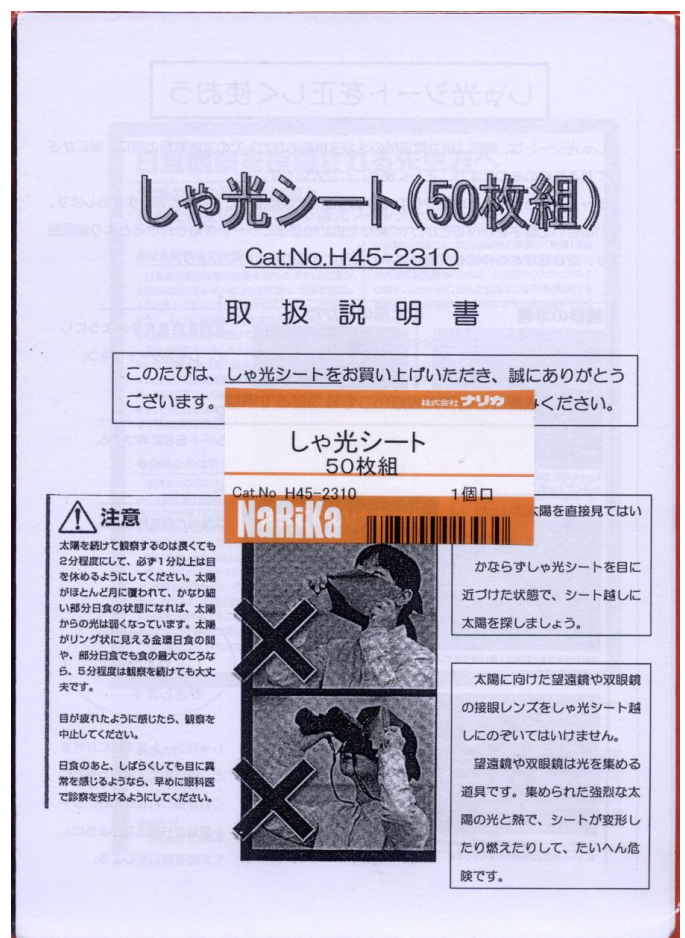 しゃ光シート(50枚組)
Cat.No.H45-2310
取扱説明書
このたびは、しゃ光シートをお買い上げいただき、誠にありがとう
ございます。
みください。
株式会社 ナリカ
しゃ光シート
50枚組
Cat.No H45-2310 1個口
NaRiKa
注意
太陽を続けて観察するのは長くても
2分程度にして、必ず1分以上は目
を休めるようにしてください。太陽
がほとんど月に覆われて、かなり細
い部分日食の状態になれば、太陽
からの光は弱くなっています。太陽
がリング状に見える金環日食の間
や、部分日食でも食の最大のころな
ら、5分程度は観察を続けても大丈
夫です。
目が疲れたように感じたら、観察を
中止してください。
日食のあと、しばらくしても目に異
常を感じるようなら、早めに眼科医
で診察を受けるようにしてください。
太陽を直接見てはい
かならずしゃ光シートを目に
近づけた状態で、シート越しに
太陽を探しましょう。
太陽に向けた望遠鏡や双眼鏡
の接眼レンズをしゃ光シート越
しにのぞいてはいけません。
望遠鏡や双眼鏡は光を集める
道具です。集められた強烈な太
陽の光と熱で、シートが変形し
たり燃えたりして、たいへん危
険です。